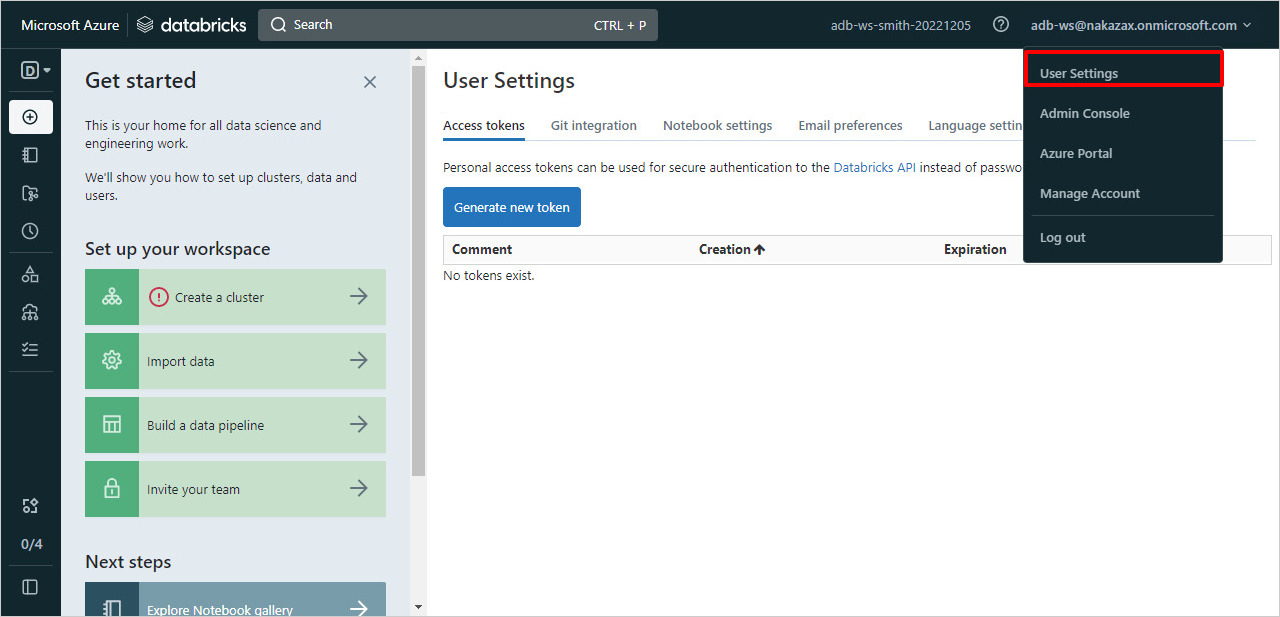 Microsoft Azure databricks Search CTRL + P adb-ws-smith-20221205 adb-ws@nakazax.onmicrosoft.com
D
0/4
Get started
This is your home for all data science and
engineering work.
We'll show you how to set up clusters, data and
users.
Set up your workspace
Create a cluster
Import data
Build a data pipeline
Invite your team
Next steps
Explore Notebook gallery
User Settings
Access tokens Git integration Notebook settings Email preferences Language settin
Personal access tokens can be used for secure authentication to the Databricks API instead of passwo
Generate new token
Comment Creation Expiration
No tokens exist.
User Settings
Admin Console
Azure Portal
Manage Account
Log out